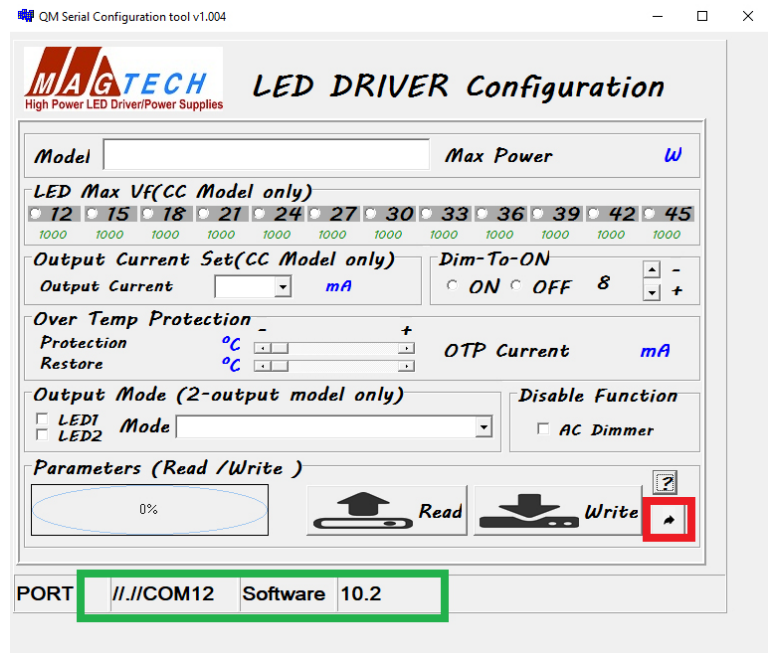 QM Serial Configuration tool v1.004
MAGTECH
High Power LED Driver/Power Supplies
LED DRIVER Configuration
Model Max Power W
LED Max Vf(CC Model only)
12 15 18 21 24 27 30 33 36 39 42 45
1000 1000 1000 1000 1000 1000 1000 1000 1000 1000 1000 1000
Output Current Set(CC Model only)
Output Current mA
Dim-To-ON
ON OFF 8 - +
Over Temp Protection - +
Protection ºC
Restore ºC
OTP Current mA
Output Mode (2-output model only)
LED1
LED2
Mode
Disable Function
AC Dimmer
Parameters (Read /Write )
?
0% Read Write
PORT //.//COM12 Software 10.2